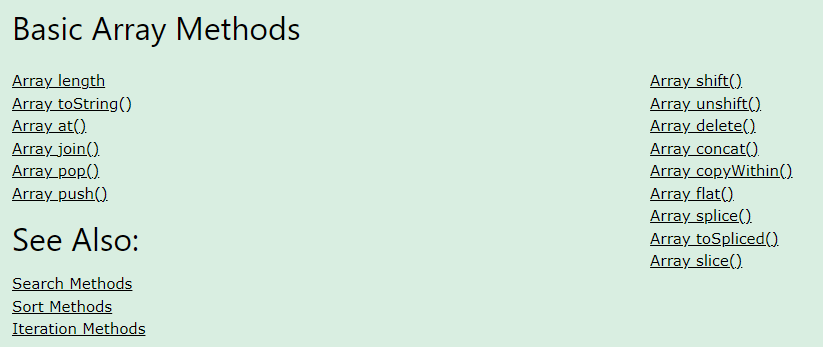 Basic Array Methods
Array length
Array toString()
Array at()
Array join()
Array pop()
Array push()
See Also:
Search Methods
Sort Methods
Iteration Methods
Array shift()
Array unshift()
Array delete()
Array concat()
Array copyWithin()
Array flat()
Array splice()
Array toSpliced()
Array slice()